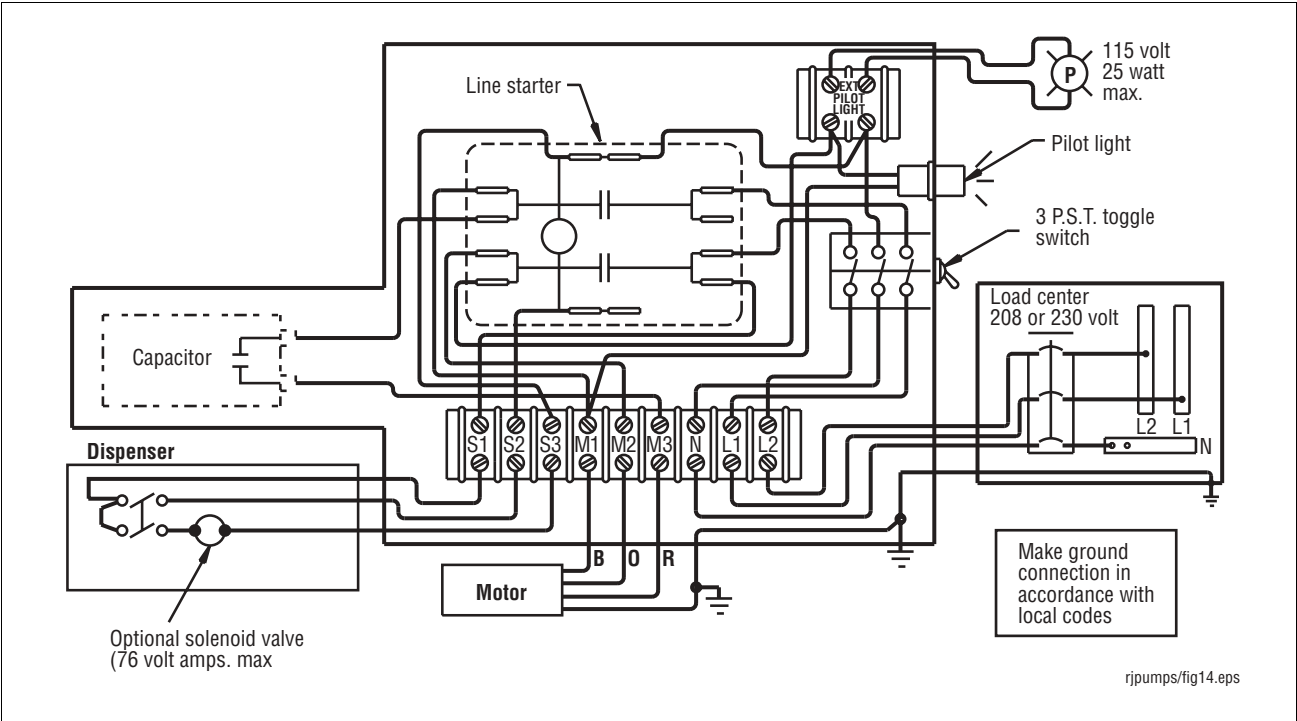 115 volt
25 watt
max.
P
EXT
PILOT
LIGHT
Line starter
Pilot light
3 P.S.T. toggle
switch
Load center
208 or 230 volt
Capacitor
L2 L1
N
S1 S2 S3 M1 M2 M3 N L1 L2
Dispenser
B O R
Motor
Make ground
connection in
accordance with
local codes
Optional solenoid valve
(76 volt amps. max
rjpumps/fig14.eps